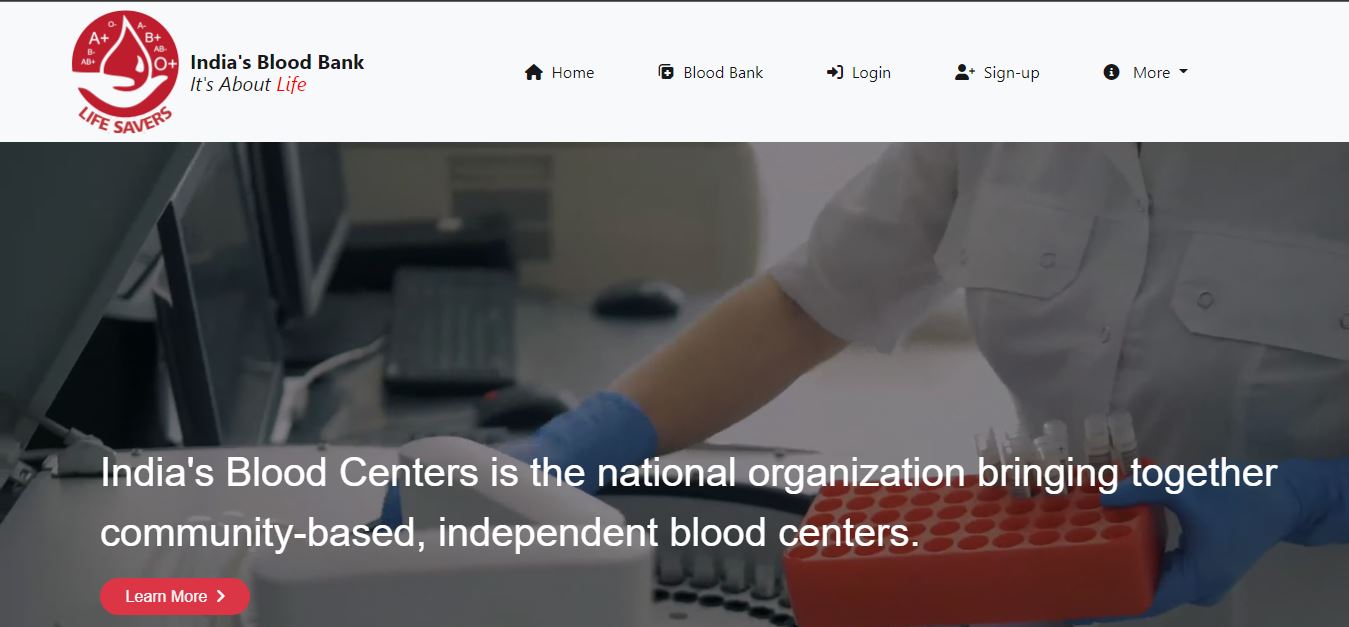 O-
A-
A+
B+
B-
AB-
AB+
O+
LIFE SAVERS
India's Blood Bank
It's About Life
Home
Blood Bank
Login
Sign-up
More
India's Blood Centers is the national organization bringing together
community-based, independent blood centers.
Learn More